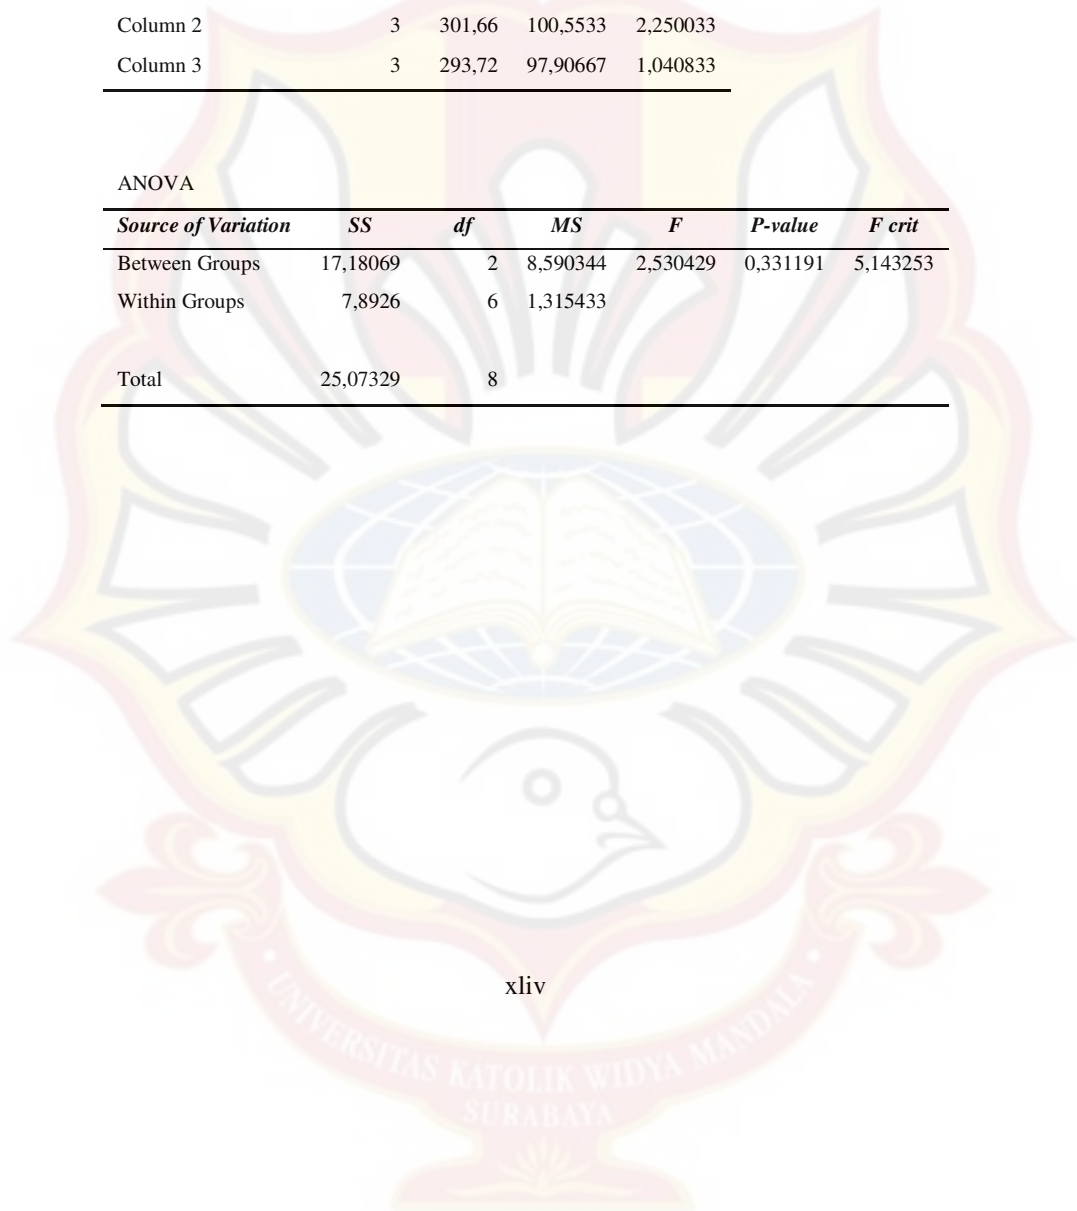 Column 2 3 301,66 100,5533 2,250033
Column 3 3 293,72 97,90667 1,040833
ANOVA
Source of Variation SS df MS F P-value F crit
Between Groups 17,18069 2 8,590344 2,530429 0,331191 5,143253
Within Groups 7,8926 6 1,315433
Total 25,07329 8
xliv
UNIVERSITAS KATOLIK WIDYA MANDALA
SURABAYA